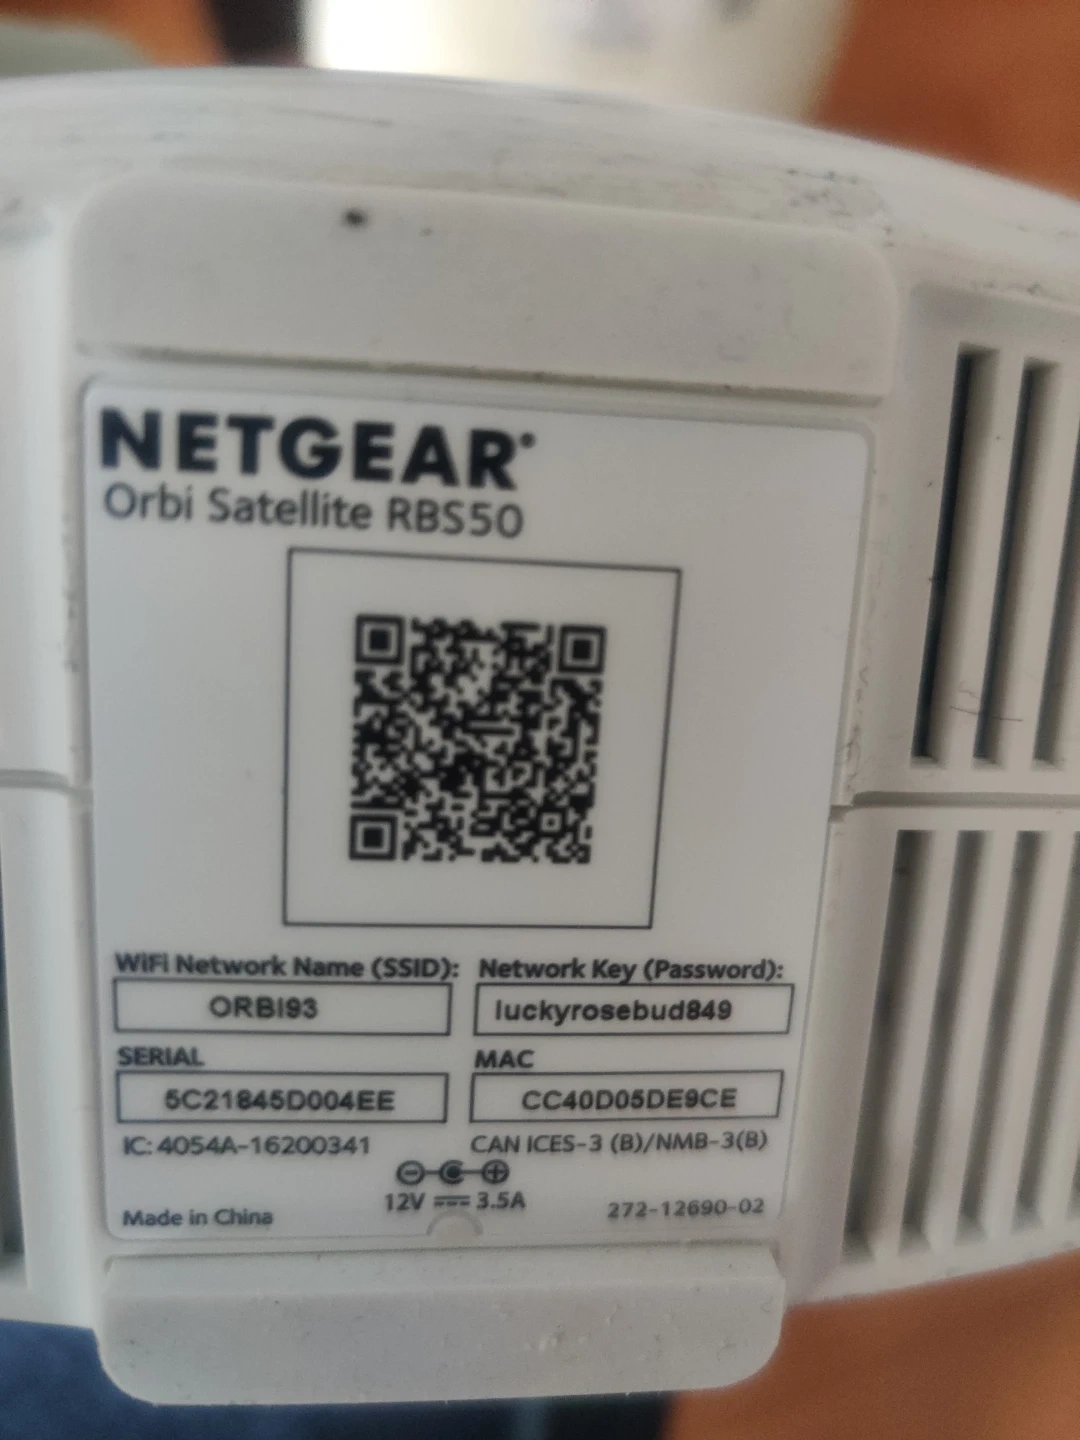 NETGEAR®
Orbi Satellite RBS50
WiFi Network Name (SSID): Network Key (Password):
ORBI93 luckyrosebud849
SERIAL MAC
5C21845D004EE CC40D05DE9CE
IC: 4054A-16200341 CAN ICES-3 (B)/NMB-3(B)
12V ⎓ 3.5A
Made in China 272-12690-02